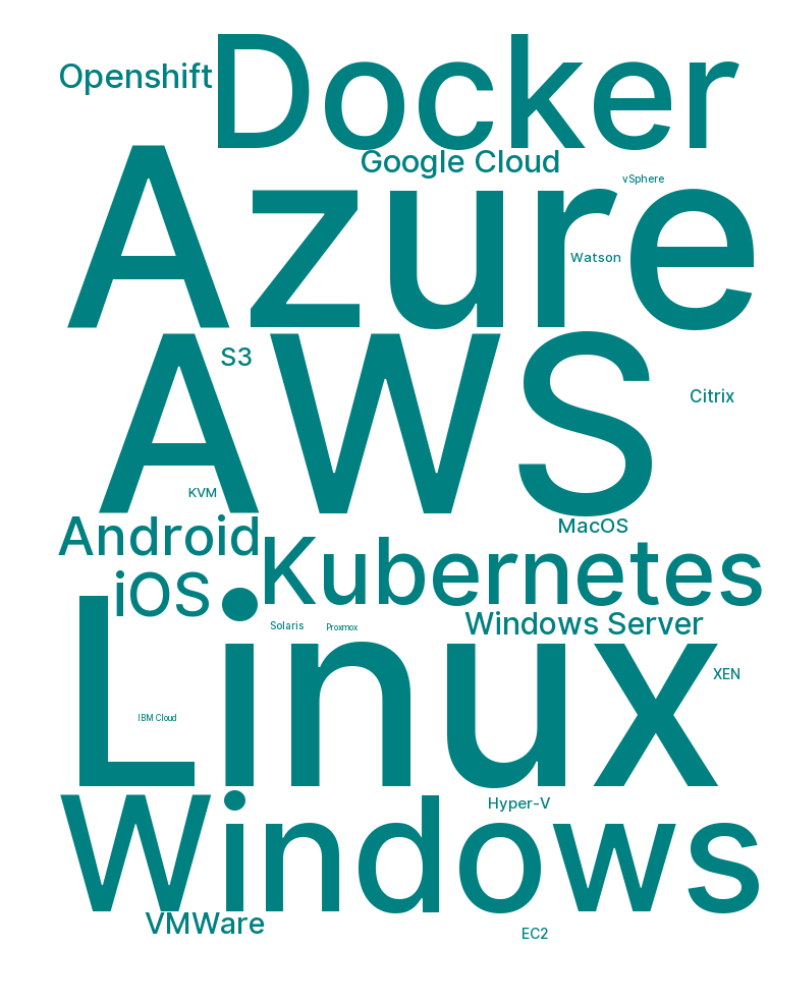 Openshift
Docker
Google Cloud
vSphere
Azure
Watson
AWS
S3
Citrix
KVM
MacOS
Android
Kubernetes
iOS
Solaris
Proxmox
Windows Server
Linux
XEN
IBM Cloud
Windows
Hyper-V
VMWare
EC2